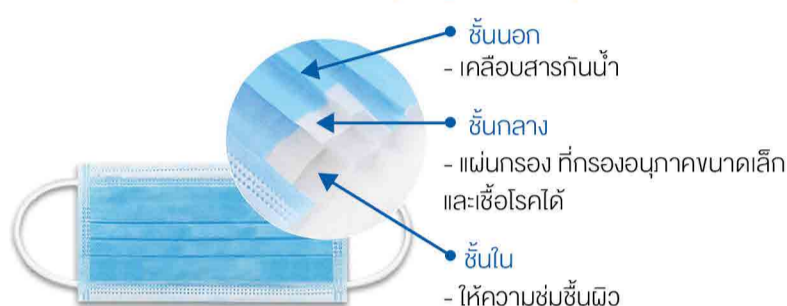 ชั้นนอก
- เคลือบสารกันน้ำ
ชั้นกลาง
- แผ่นกรอง ที่กรองอนุภาคขนาดเล็ก
และเชื้อโรคได้
ชั้นใน
- ให้ความชุ่มชื้นผิว